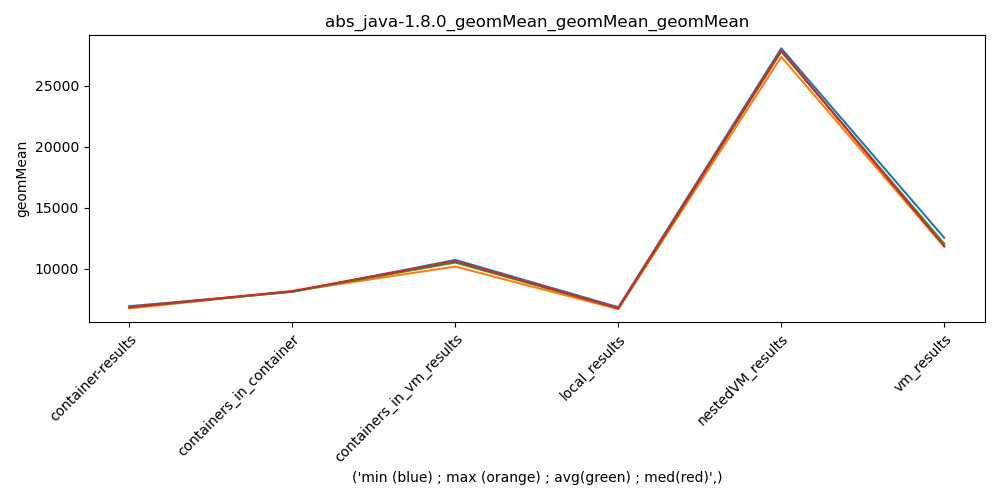 abs_java-1.8.0_geomMean_geomMean_geomMean
geomMean
25000
20000
15000
10000
container-results
containers_in_container
containers_in_vm_results
local_results
nestedVM_results
vm_results
('min (blue) ; max (orange) ; avg(green) ; med(red)',)